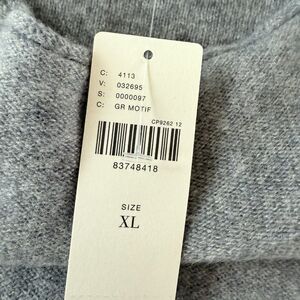 C: 4113
V: 032695
S: 0000097
C: GR MOTIF
CP9262 12
83748418
SIZE
XL